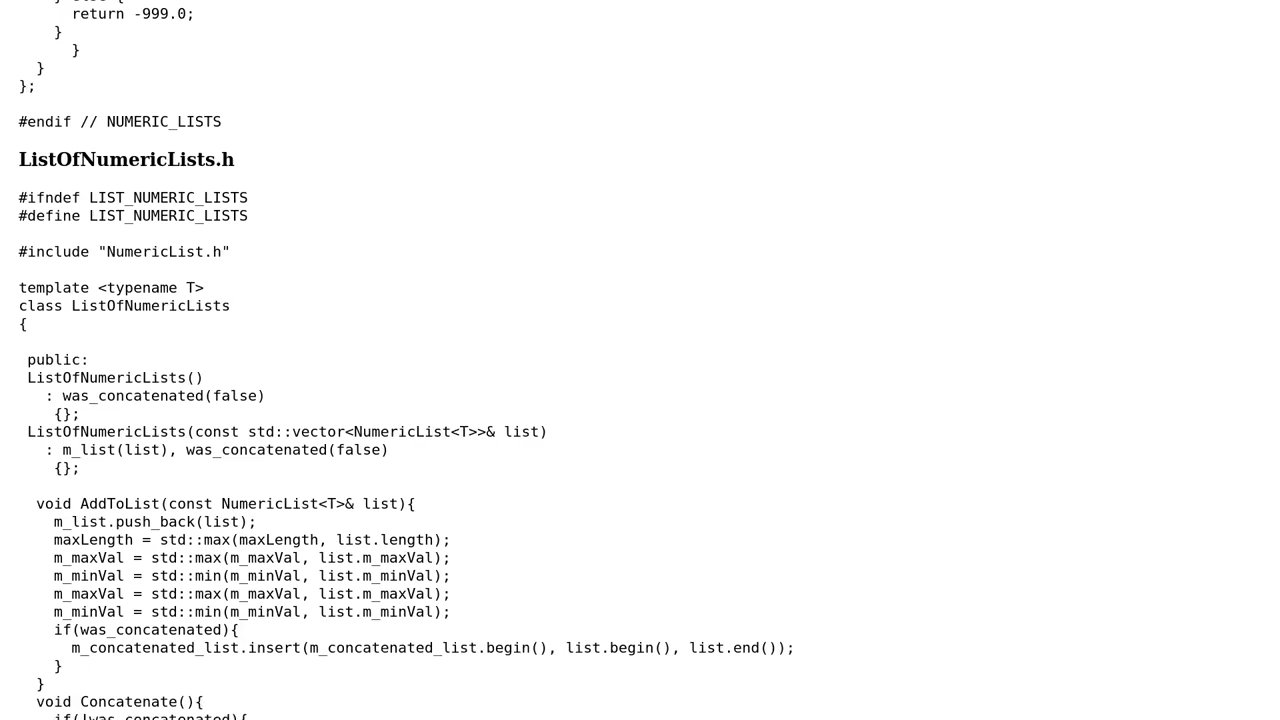 return -999.0;
    }
      }
  }
};

#endif // NUMERIC_LISTS

ListOfNumericLists.h

#ifndef LIST_NUMERIC_LISTS
#define LIST_NUMERIC_LISTS

#include "NumericList.h"

template <typename T>
class ListOfNumericLists
{

 public:
 ListOfNumericLists()
   : was_concatenated(false)
    {};
 ListOfNumericLists(const std::vector<NumericList<T>>& list)
   : m_list(list), was_concatenated(false)
    {};

  void AddToList(const NumericList<T>& list){
    m_list.push_back(list);
    maxLength = std::max(maxLength, list.length);
    m_maxVal = std::max(m_maxVal, list.m_maxVal);
    m_minVal = std::min(m_minVal, list.m_minVal);
    m_maxVal = std::max(m_maxVal, list.m_maxVal);
    m_minVal = std::min(m_minVal, list.m_minVal);
    if(was_concatenated){
      m_concatenated_list.insert(m_concatenated_list.begin(), list.begin(), list.end());
    }
  }
  void Concatenate(){
    if(!was_concatenated){